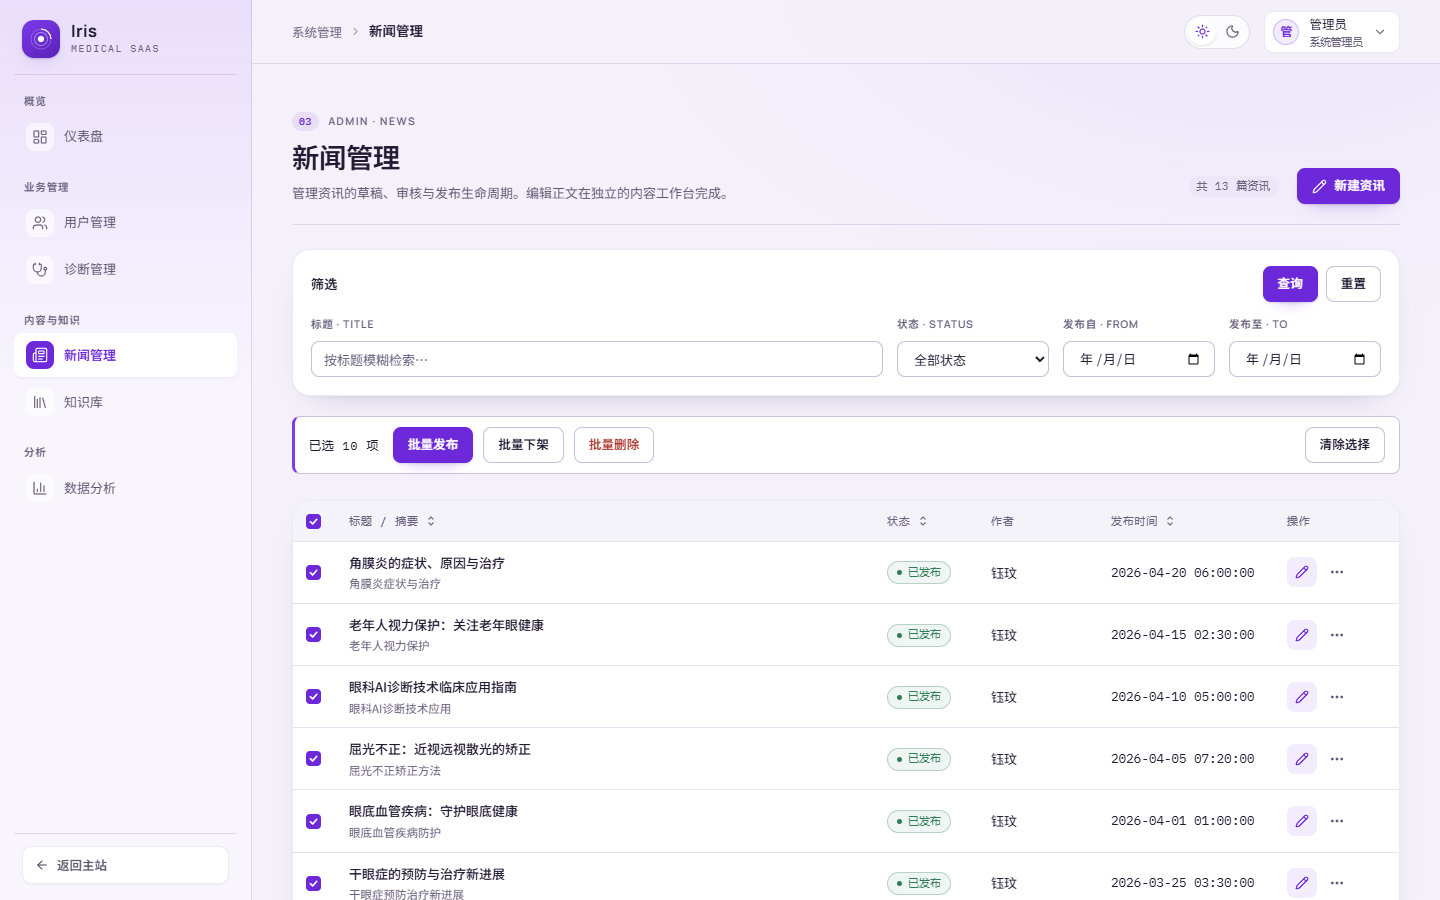 Iris
MEDICAL SAAS
概览
仪表盘
业务管理
用户管理
诊断管理
内容与知识
新闻管理
知识库
分析
数据分析
返回主站
系统管理
新闻管理
管
管理员
系统管理员
03
ADMIN · NEWS
新闻管理
管理资讯的草稿、审核与发布生命周期。编辑正文在独立的内容工作台完成。
共 13 篇资讯
新建资讯
筛选
查询
重置
标题 · TITLE
状态 · STATUS
发布自 · FROM
发布至 · TO
按标题模糊检索…
全部状态
年 /月/日
年 /月/日
已选 10 项
批量发布
批量下架
批量删除
清除选择
标题 / 摘要
状态
作者
发布时间
操作
角膜炎的症状、原因与治疗
角膜炎症状与治疗
已发布
钰玟
2026-04-20 06:00:00
老年人视力保护：关注老年眼健康
老年人视力保护
已发布
钰玟
2026-04-15 02:30:00
眼科AI诊断技术临床应用指南
眼科AI诊断技术应用
已发布
钰玟
2026-04-10 05:00:00
屈光不正：近视远视散光的矫正
屈光不正矫正方法
已发布
钰玟
2026-04-05 07:20:00
眼底血管疾病：守护眼底健康
眼底血管疾病防护
已发布
钰玟
2026-04-01 01:00:00
干眼症的预防与治疗新进展
干眼症预防治疗新进展
已发布
钰玟
2026-03-25 03:30:00